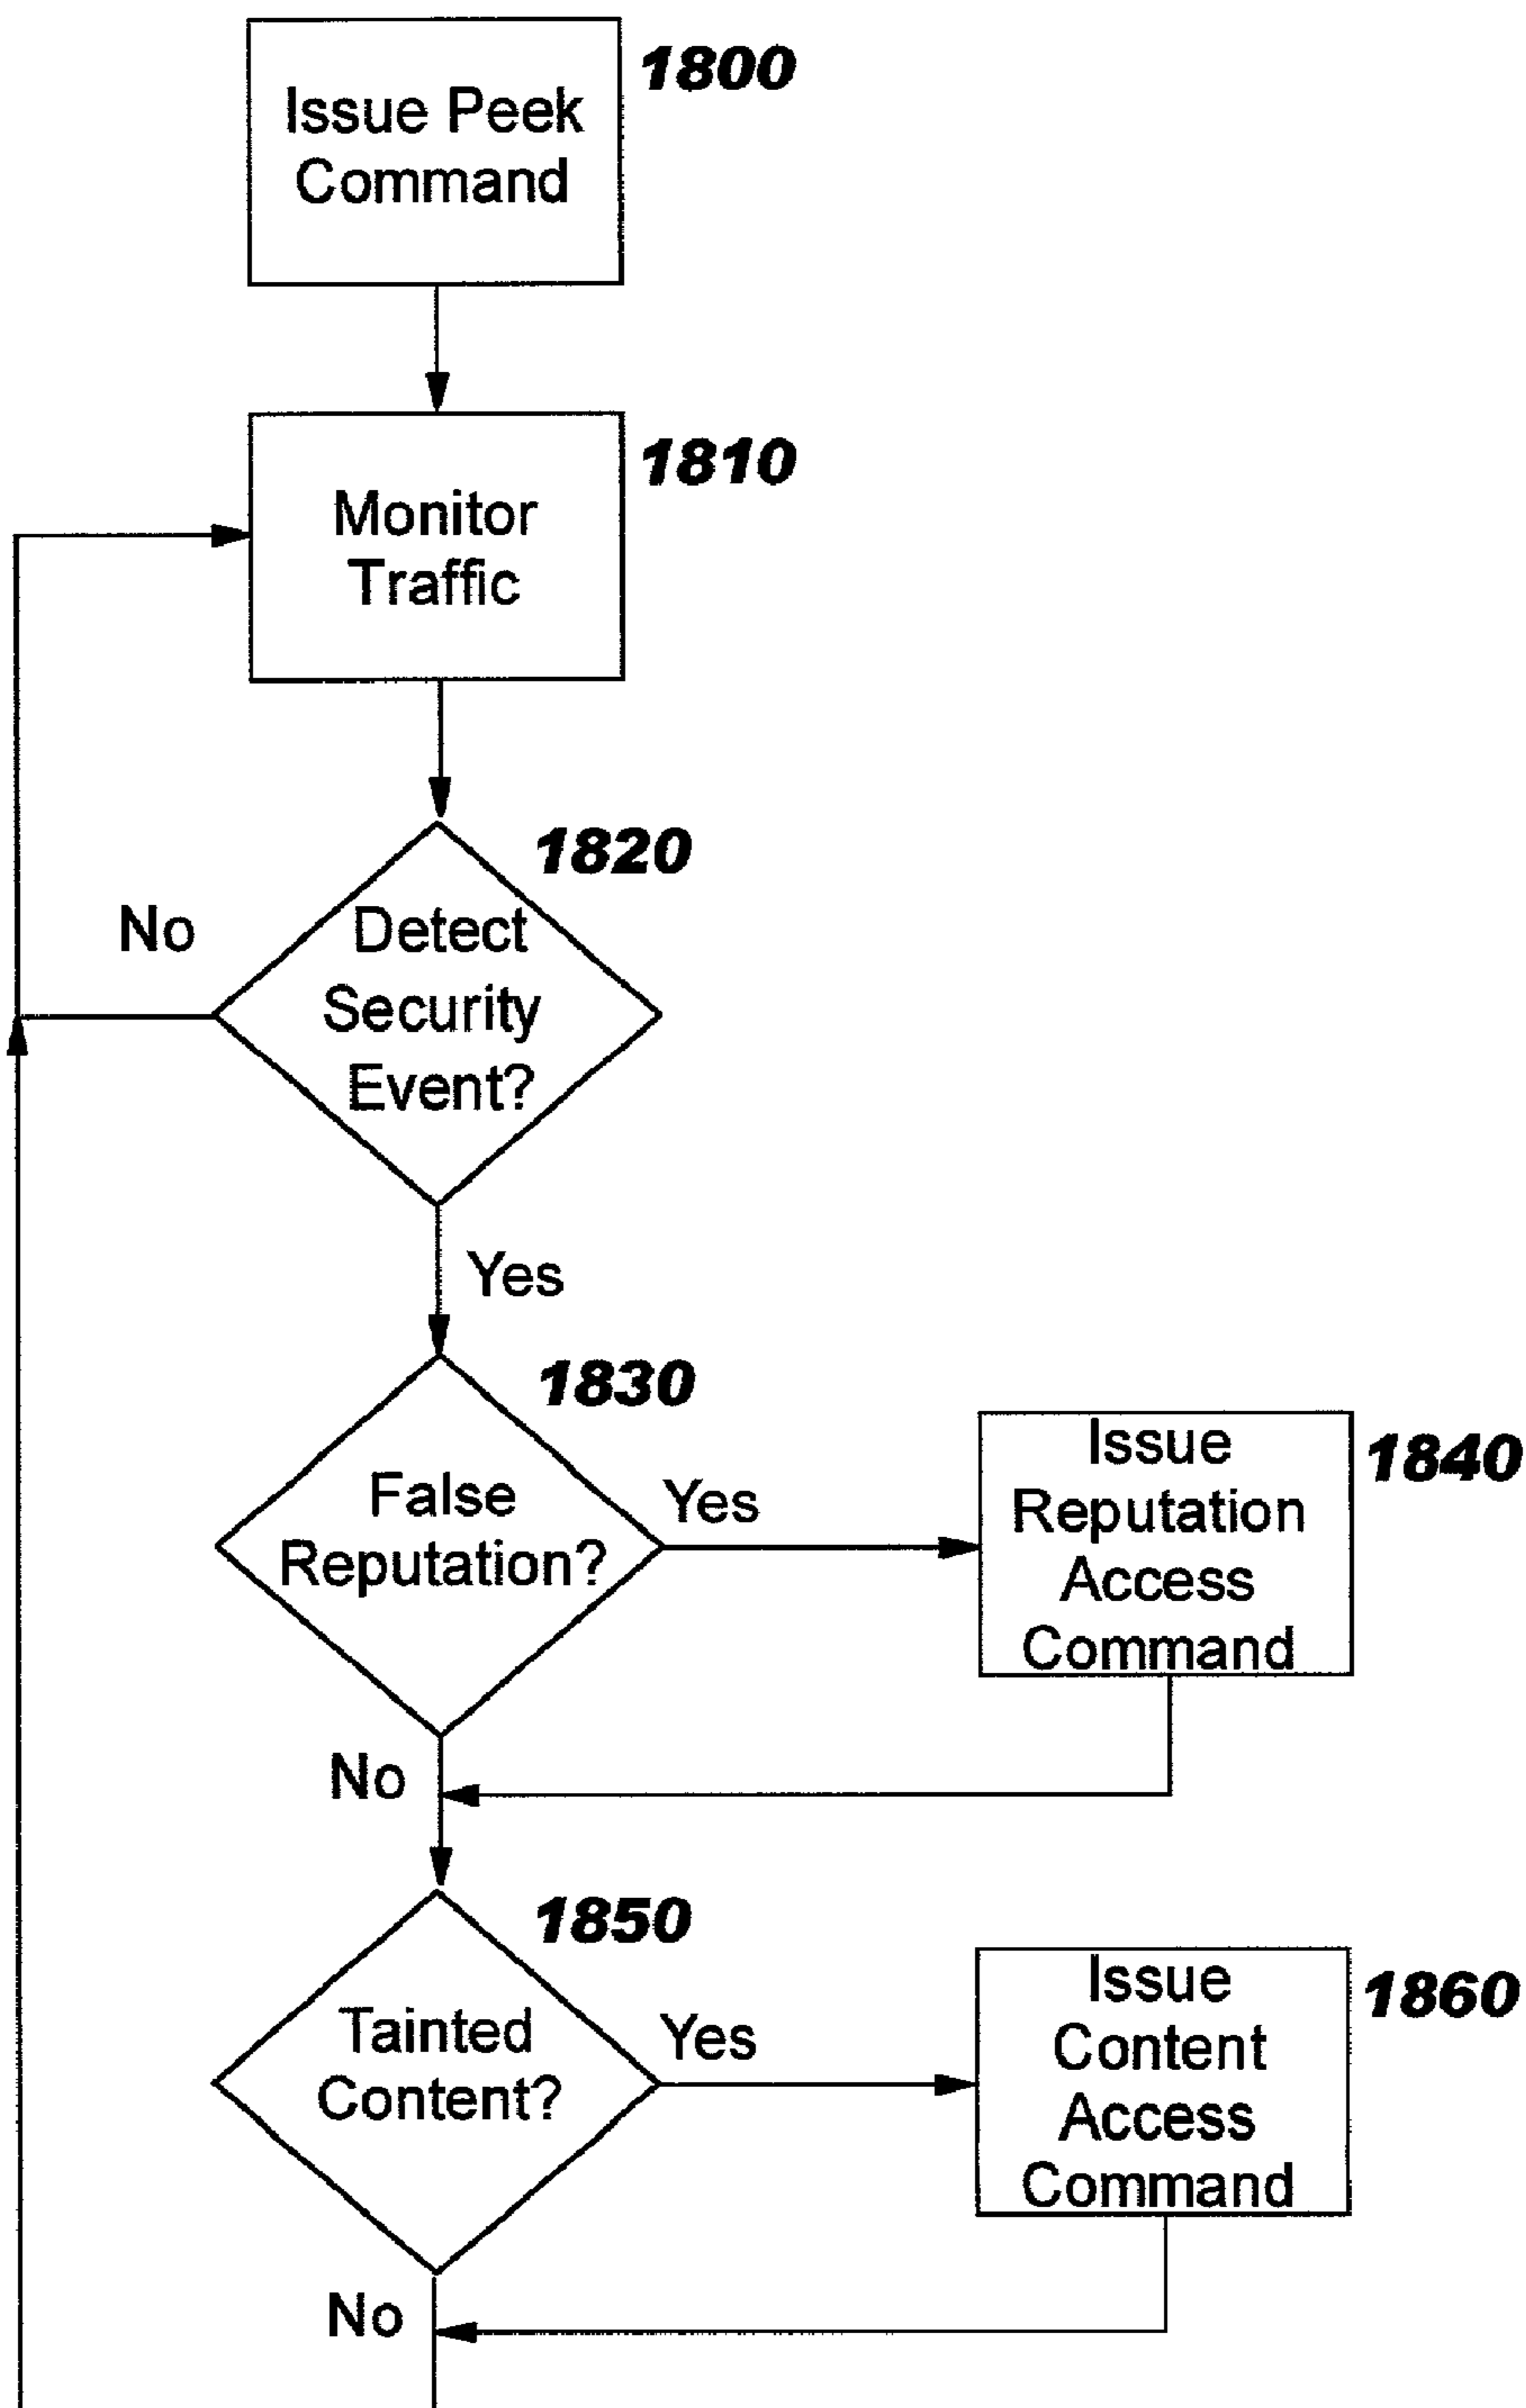 1800
Issue Peek
Command
1810
Monitor
Traffic
1820
No
Detect
Security
Event?
Yes
1830
False
Reputation?
Yes
Issue
Reputation
Access
Command
1840
No
1850
Tainted
Content?
Yes
Issue
Content
Access
Command
1860
No